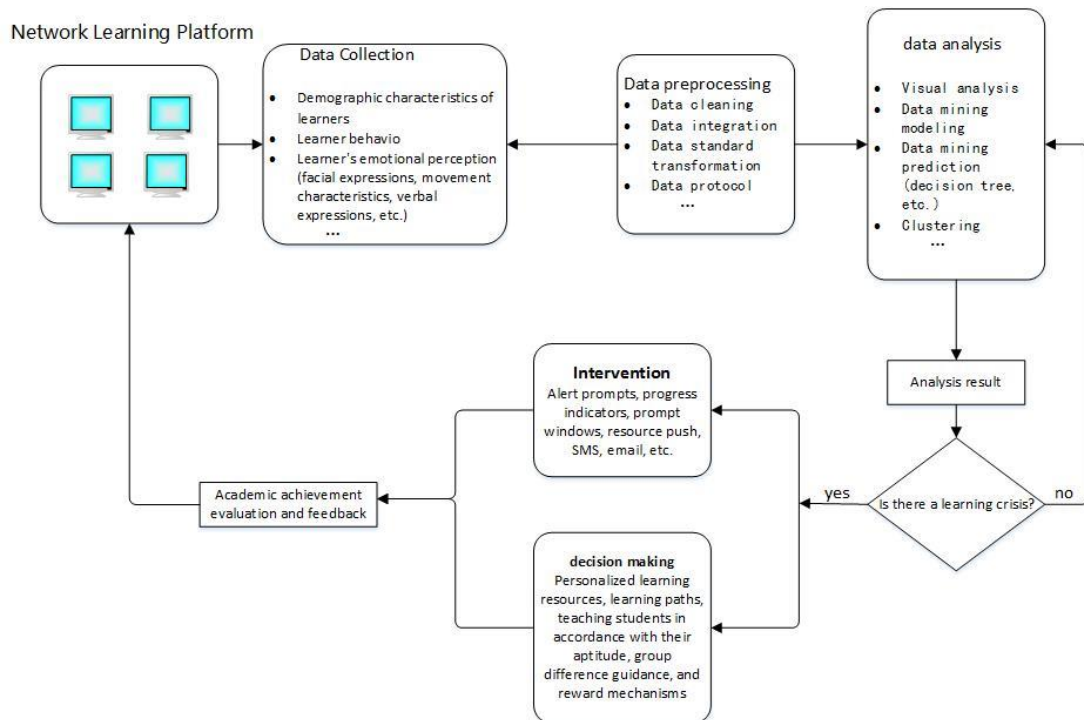 Network Learning Platform
Data Collection
• Demographic characteristics of
learners
• Learner behavio
• Learner's emotional perception
(facial expressions, movement
characteristics, verbal
expressions, etc.)
...
Data preprocessing
• Data cleaning
• Data integration
• Data standard
transformation
• Data protocol
...
data analysis
• Visual analysis
• Data mining
modeling
• Data mining
prediction
(decision tree,
etc.)
• Clustering
...
Analysis result
Is there a learning crisis?
yes
no
Intervention
Alert prompts, progress
indicators, prompt
windows, resource push,
SMS, email, etc.
decision making
Personalized learning
resources, learning paths,
teaching students in
accordance with their
aptitude, group
difference guidance, and
reward mechanisms
Academic achievement
evaluation and feedback